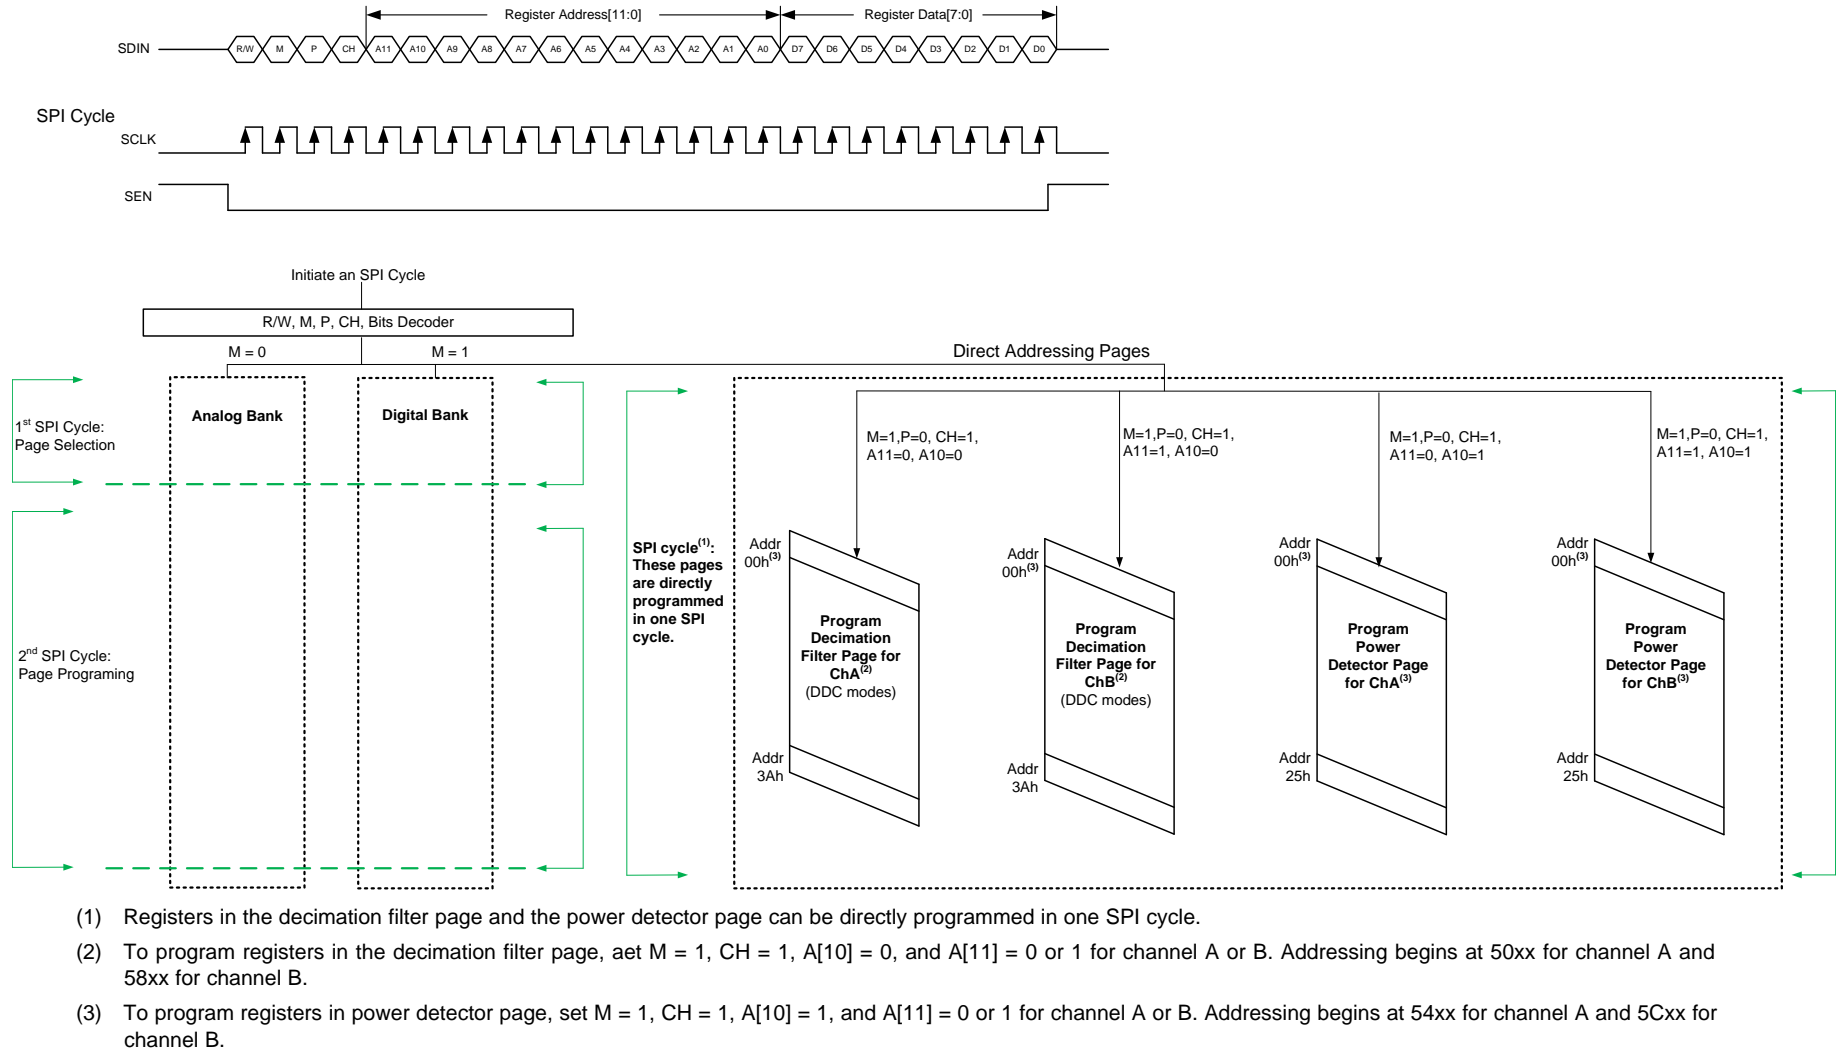 Register Address[11:0]
Register Data[7:0]
SDIN
R/W M P CH A11 A10 A9 A8 A7 A6 A5 A4 A3 A2 A1 A0 D7 D6 D5 D4 D3 D2 D1 D0
SPI Cycle
SCLK
SEN
Initiate an SPI Cycle
R/W, M, P, CH, Bits Decoder
M = 0
M = 1
Direct Addressing Pages
Analog Bank
Digital Bank
1st SPI Cycle:
Page Selection
2nd SPI Cycle:
Page Programing
SPI cycle(1):
These pages
are directly
programmed
in one SPI
cycle.
M=1,P=0, CH=1,
A11=0, A10=0
M=1,P=0, CH=1,
A11=1, A10=0
M=1,P=0, CH=1,
A11=0, A10=1
M=1,P=0, CH=1,
A11=1, A10=1
Addr
00h(3)
Program
Decimation
Filter Page for
ChA(2)
(DDC modes)
Addr
3Ah
Addr
00h(3)
Program
Decimation
Filter Page for
ChB(2)
(DDC modes)
Addr
3Ah
Addr
00h(3)
Program
Power
Detector Page
for ChA(3)
Addr
25h
Addr
00h(3)
Program
Power
Detector Page
for ChB(3)
Addr
25h
(1) Registers in the decimation filter page and the power detector page can be directly programmed in one SPI cycle.
(2) To program registers in the decimation filter page, aet M = 1, CH = 1, A[10] = 0, and A[11] = 0 or 1 for channel A or B. Addressing begins at 50xx for channel A and
58xx for channel B.
(3) To program registers in power detector page, set M = 1, CH = 1, A[10] = 1, and A[11] = 0 or 1 for channel A or B. Addressing begins at 54xx for channel A and 5Cxx for
channel B.